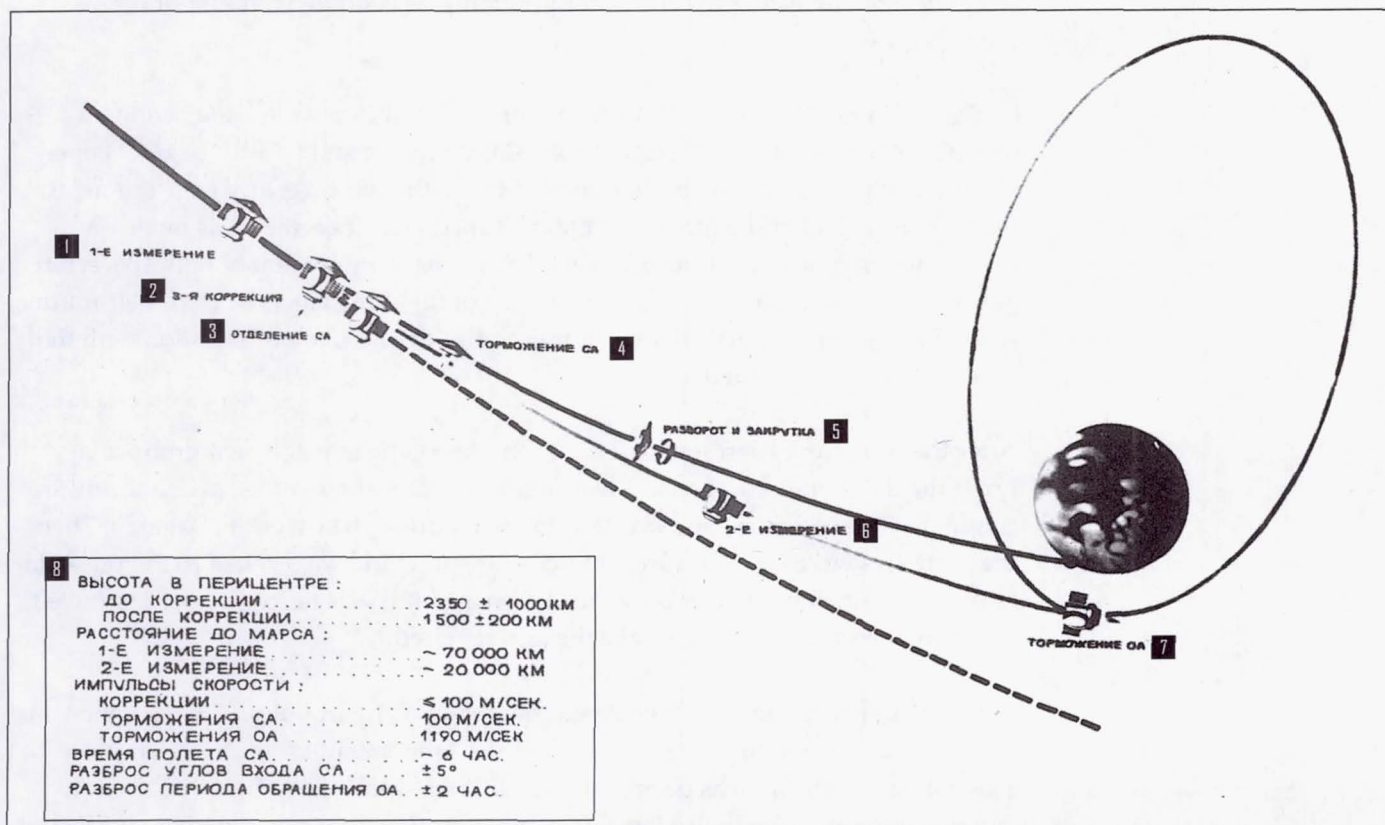 1 1-Е ИЗМЕРЕНИЕ
2 3-Я КОРРЕКЦИЯ
3 ОТДЕЛЕНИЕ СА
ТОРМОЖЕНИЕ СА 4
РАЗВОРОТ И ЗАКРУТКА 5
2-Е ИЗМЕРЕНИЕ 6
ТОРМОЖЕНИЕ ОА 7
8
ВЫСОТА В ПЕРИЦЕНТРЕ :
ДО КОРРЕКЦИИ . . . . . . . . 2350 ± 1000 КМ
ПОСЛЕ КОРРЕКЦИИ . . . . . 1500 ± 200 КМ
РАССТОЯНИЕ ДО МАРСА :
1-Е ИЗМЕРЕНИЕ . . . . . . . ~ 70 000 КМ
2-Е ИЗМЕРЕНИЕ . . . . . . . ~ 20 000 КМ
ИМПУЛЬСЫ СКОРОСТИ :
КОРРЕКЦИИ . . . . . . . . . ≤ 100 М/СЕК.
ТОРМОЖЕНИЯ СА . . . . . . 100 М/СЕК.
ТОРМОЖЕНИЯ ОА . . . . . . 1190 М/СЕК
ВРЕМЯ ПОЛЕТА СА . . . . . . ~ 6 ЧАС.
РАЗБРОС УГЛОВ ВХОДА СА . . . ± 5°
РАЗБРОС ПЕРИОДА ОБРАЩЕНИЯ ОА . . ± 2 ЧАС.